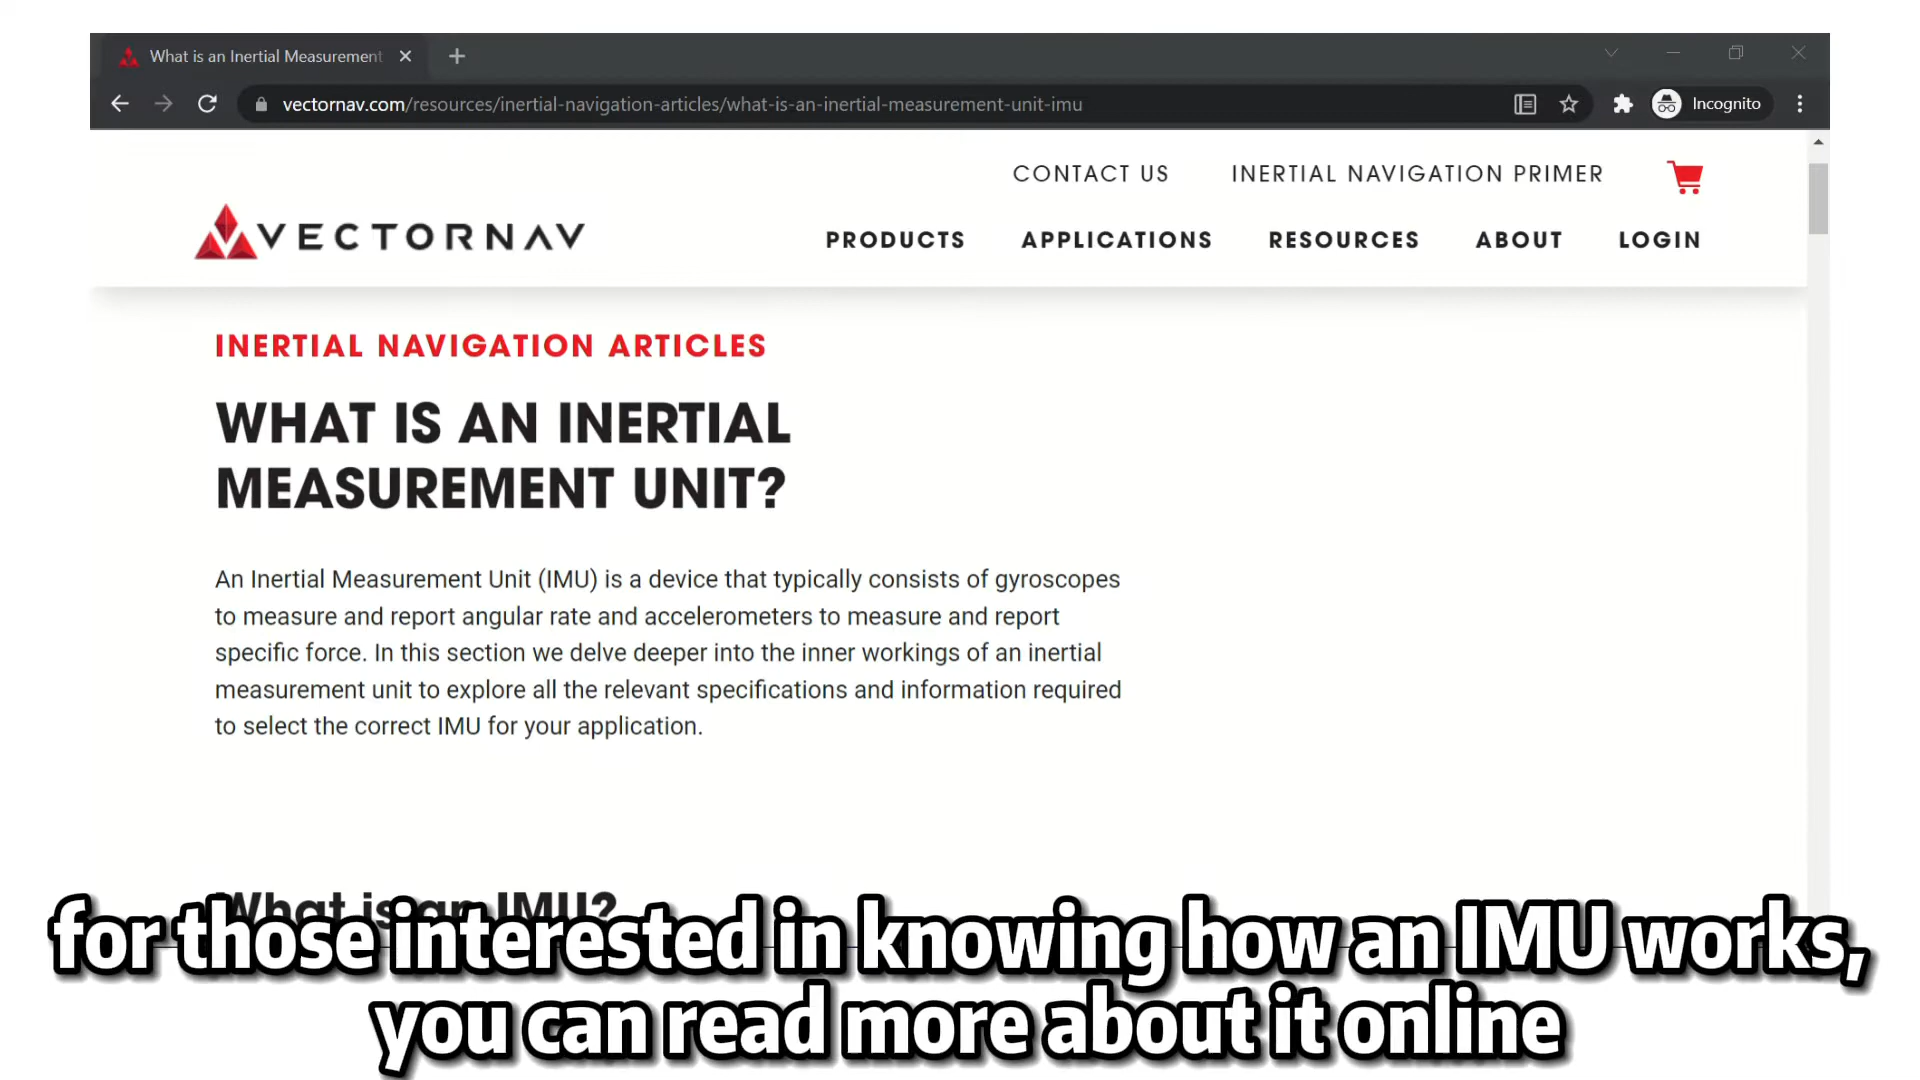 What is an Inertial Measurement
vectornav.com/resources/inertial-navigation-articles/what-is-an-inertial-measurement-unit-imu
Incognito
CONTACT US
INERTIAL NAVIGATION PRIMER
VECTORNAV
PRODUCTS
APPLICATIONS
RESOURCES
ABOUT
LOGIN
INERTIAL NAVIGATION ARTICLES
WHAT IS AN INERTIAL
MEASUREMENT UNIT?
An Inertial Measurement Unit (IMU) is a device that typically consists of gyroscopes
to measure and report angular rate and accelerometers to measure and report
specific force. In this section we delve deeper into the inner workings of an inertial
measurement unit to explore all the relevant specifications and information required
to select the correct IMU for your application.
What is an IMU?
for those interested in knowing how an IMU works,
you can read more about it online